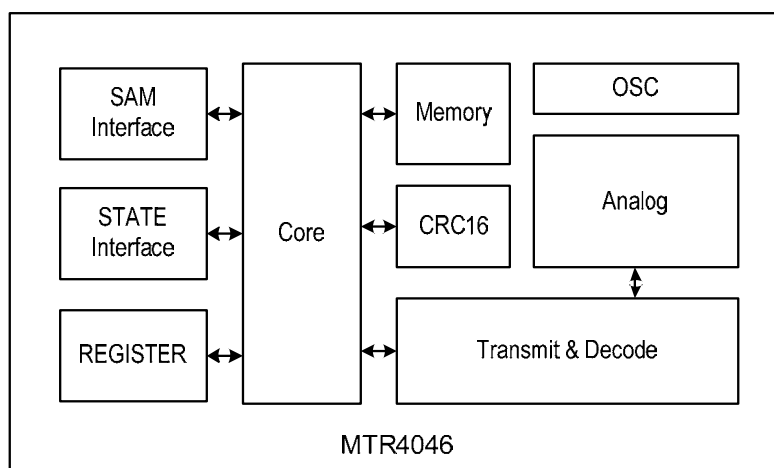 SAM
Interface
STATE
Interface
REGISTER
Core
Memory
CRC16
OSC
Analog
Transmit & Decode
MTR4046